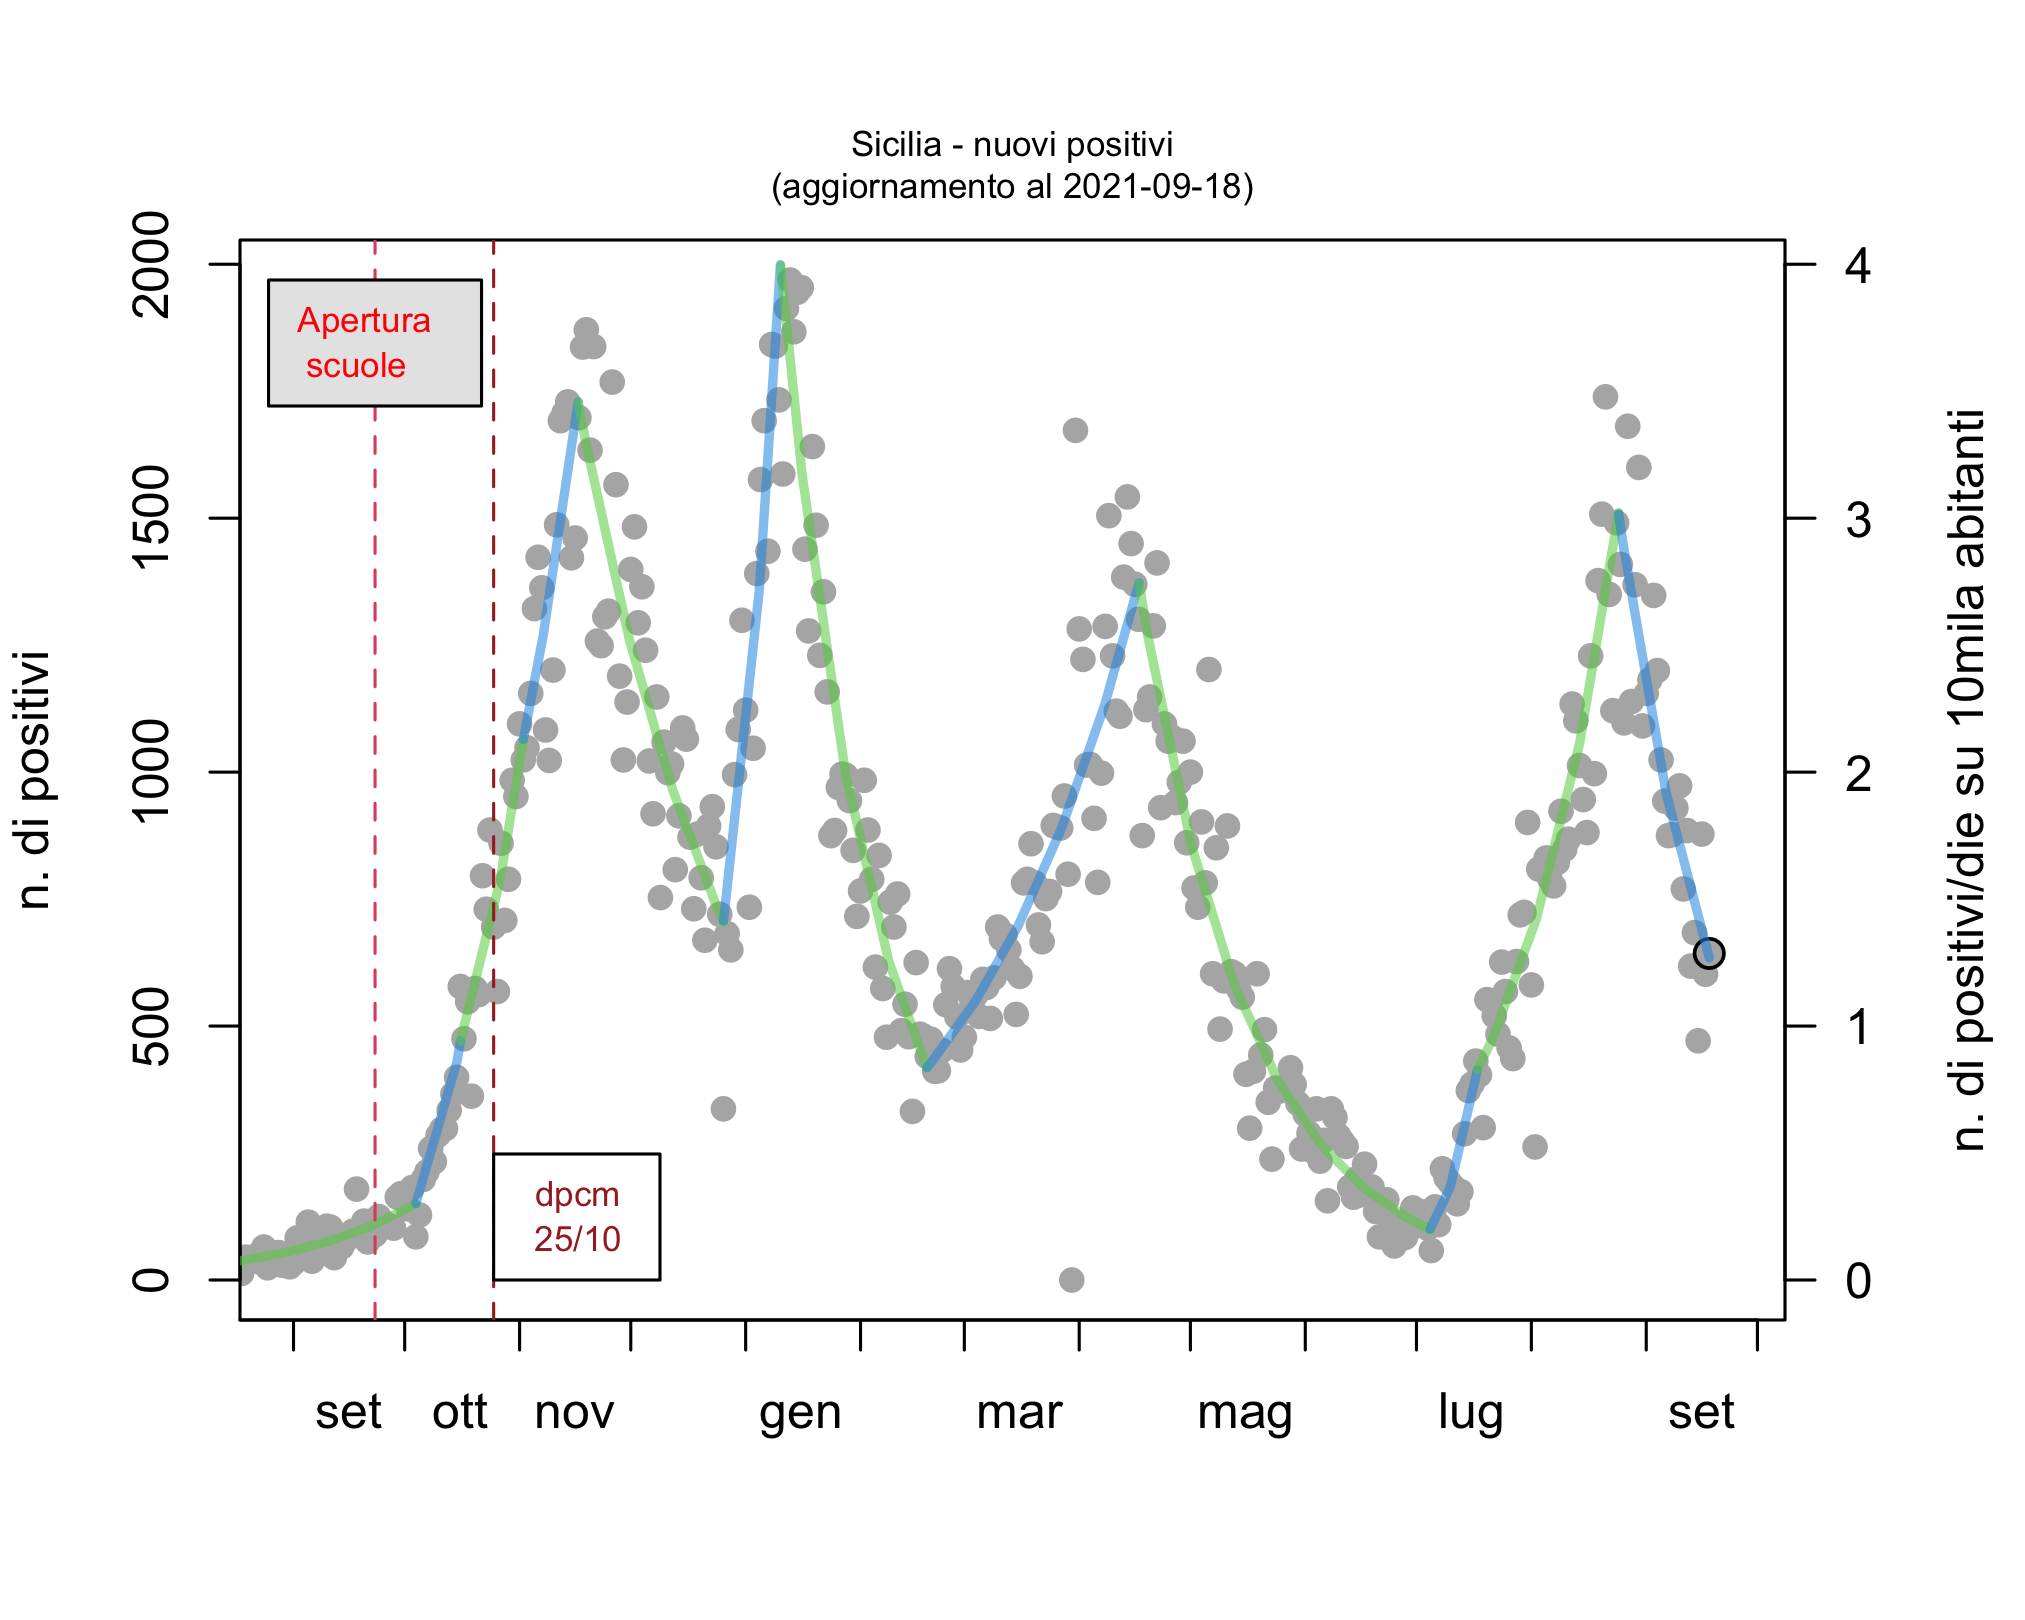 Sicilia - nuovi positivi
(aggiornamento al 2021-09-18)
n. di positivi
2000
1500
1000
500
0
Apertura
scuole
dpcm
25/10
4
3
2
1
0
n. di positivi/die su 10mila abitanti
set ott nov gen mar mag lug set